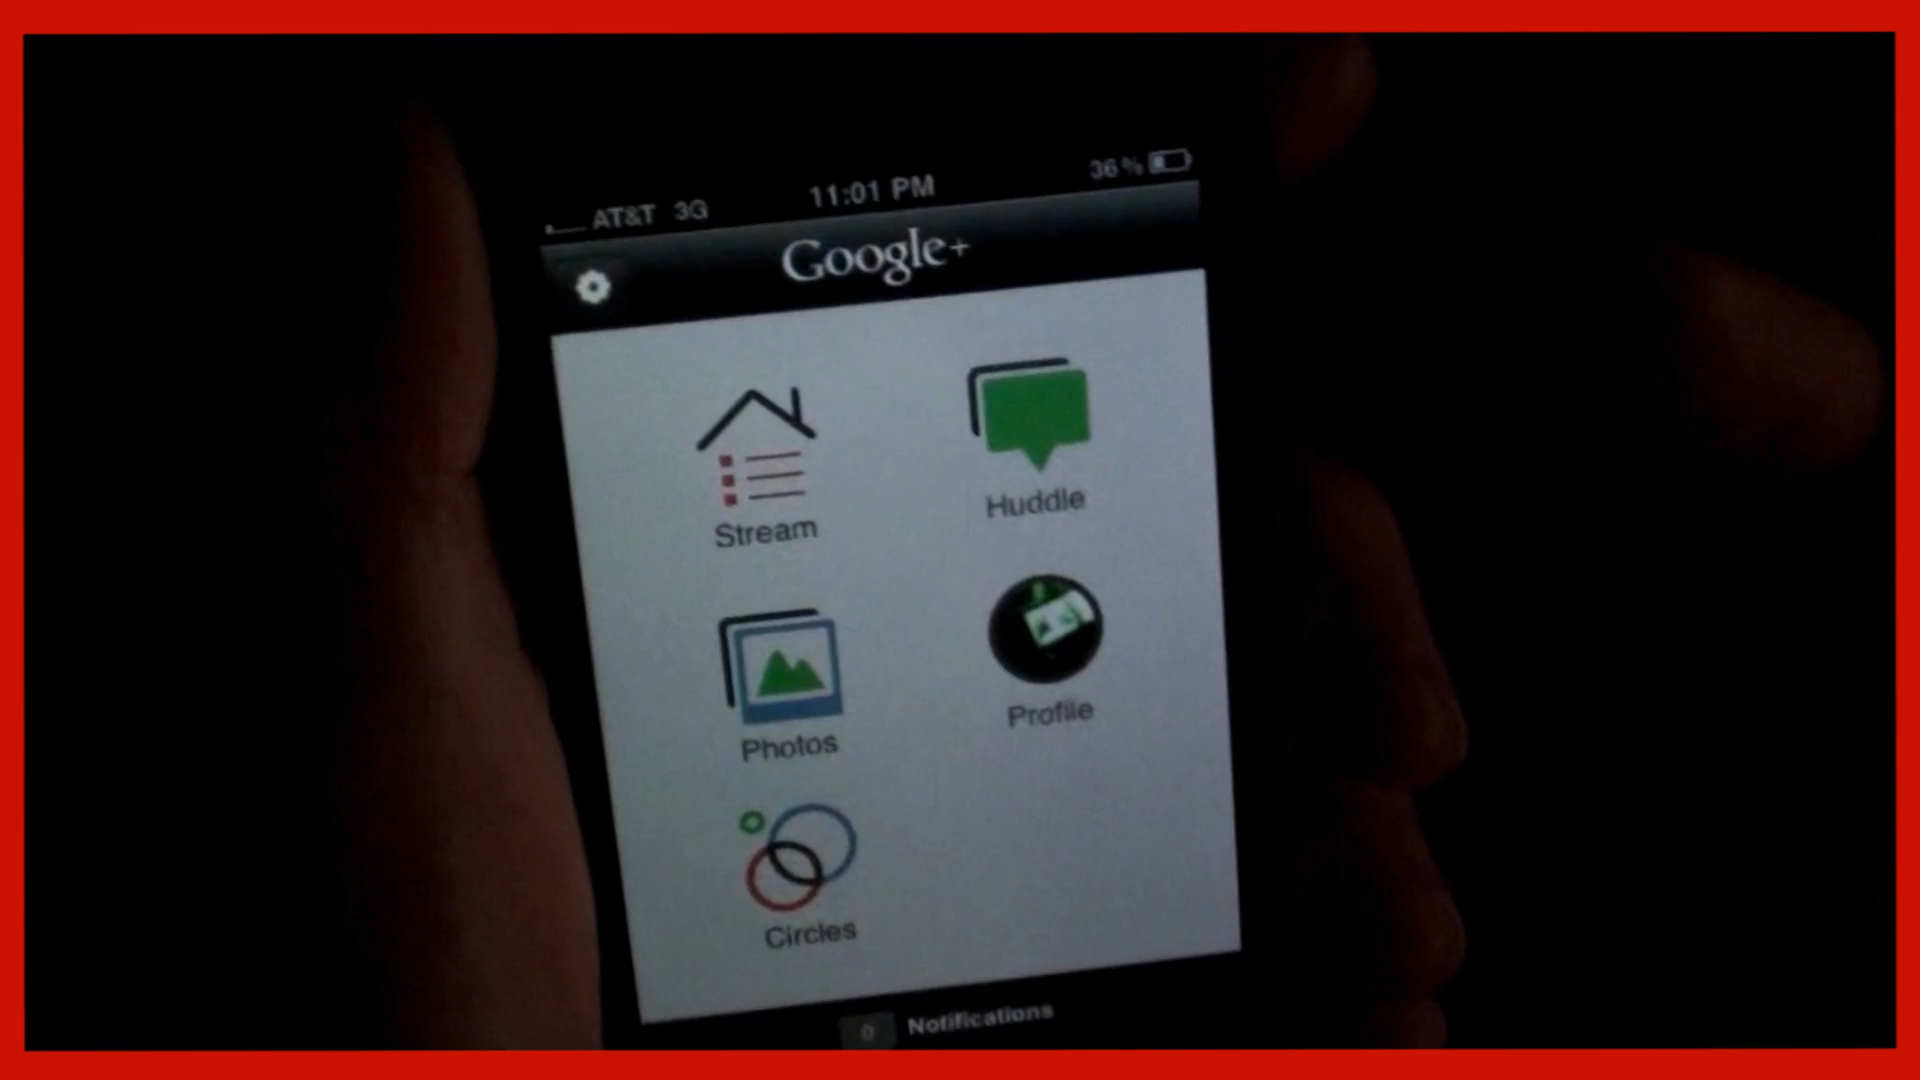 AT&T 3G 11:01 PM 36%
Google+
Stream
Huddle
Photos
Profile
Circles
0 Notifications